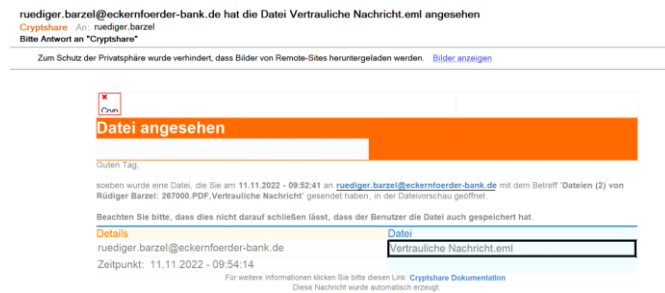 ruediger.barzel@eckernfoerder-bank.de hat die Datei Vertrauliche Nachricht.eml angesehen
Cryptshare An: ruediger.barzel
Bitte Antwort an "Cryptshare"
Zum Schutz der Privatsphäre wurde verhindert, dass Bilder von Remote-Sites heruntergeladen werden. Bilder anzeigen
Datei angesehen
Guten Tag,
soeben wurde eine Datei, die Sie am 11.11.2022 - 09:52:41 an ruediger.barzel@eckernfoerder-bank.de mit dem Betreff "Dateien (2) von
Rüdiger Barzel: 267000.PDF,Vertrauliche Nachricht" gesendet haben, in der Dateivorschau geöffnet.
Beachten Sie bitte, dass dies nicht darauf schließen lässt, dass der Benutzer die Datei auch gespeichert hat.
Details Datei
ruediger.barzel@eckernfoerder-bank.de Vertrauliche Nachricht.eml
Zeitpunkt: 11.11.2022 - 09:54:14
Für weitere Informationen klicken Sie bitte diesen Link: Cryptshare Dokumentation
Diese Nachricht wurde automatisch erzeugt.